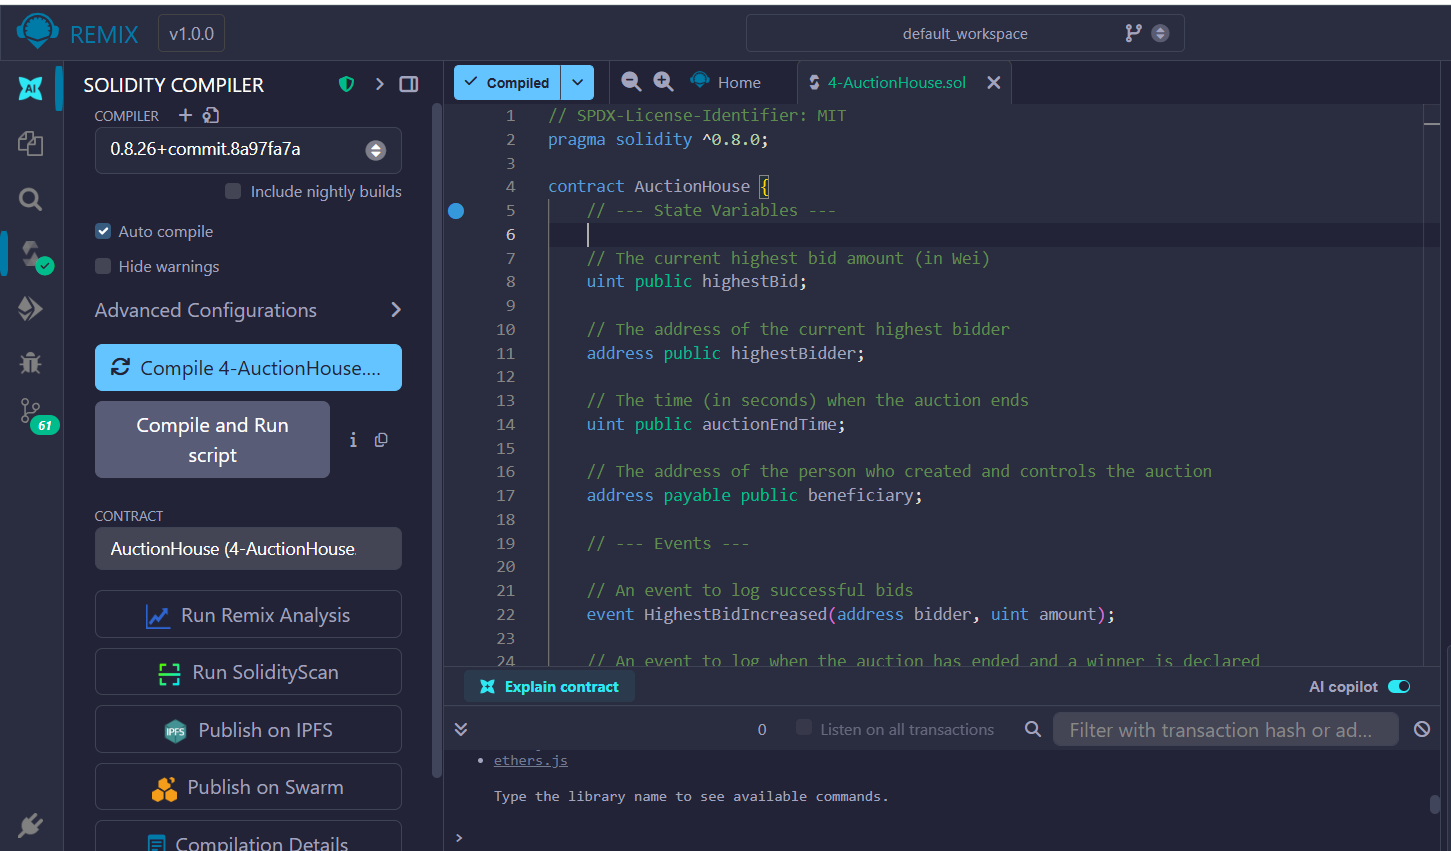 REMIX v1.0.0
default_workspace
AI
SOLIDITY COMPILER
COMPILER
0.8.26+commit.8a97fa7a
Include nightly builds
Auto compile
Hide warnings
Advanced Configurations
Compile 4-AuctionHouse....
Compile and Run
script
i
61
CONTRACT
AuctionHouse (4-AuctionHouse.
Run Remix Analysis
Run SolidityScan
IPFS
Publish on IPFS
Publish on Swarm
Compilation Details
Compiled
Home
4-AuctionHouse.sol
1 // SPDX-License-Identifier: MIT
2 pragma solidity ^0.8.0;
3
4 contract AuctionHouse {
5 // --- State Variables ---
6
7 // The current highest bid amount (in Wei)
8 uint public highestBid;
9
10 // The address of the current highest bidder
11 address public highestBidder;
12
13 // The time (in seconds) when the auction ends
14 uint public auctionEndTime;
15
16 // The address of the person who created and controls the auction
17 address payable public beneficiary;
18
19 // --- Events ---
20
21 // An event to log successful bids
22 event HighestBidIncreased(address bidder, uint amount);
23
24 // An event to log when the auction has ended and a winner is declared
Explain contract
AI copilot
0
Listen on all transactions
Filter with transaction hash or ad...
• ethers.js
Type the library name to see available commands.
>